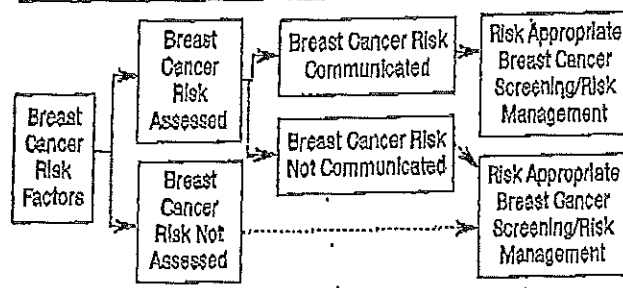 Breast
Cancer
Risk
Factors
Breast
Cancer
Risk
Assessed
Breast Cancer Risk
Communicated
Risk Appropriate
Breast Cancer
Screening/Risk
Management
Breast Cancer Risk
Not Communicated
Breast
Cancer
Risk Not
Assessed
Risk Appropriate
Breast Cancer
Screening/Risk
Management